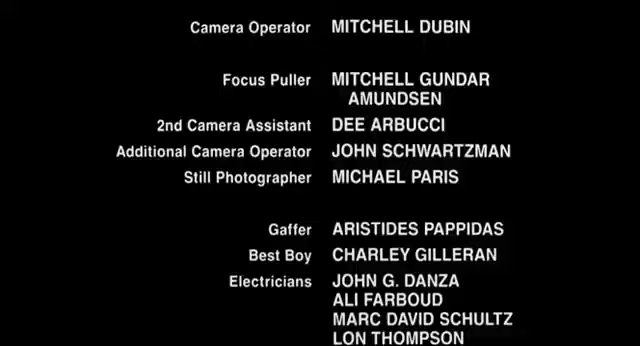 Camera Operator MITCHELL DUBIN
Focus Puller MITCHELL GUNDAR
AMUNDSEN
2nd Camera Assistant DEE ARBUCCI
Additional Camera Operator JOHN SCHWARTZMAN
Still Photographer MICHAEL PARIS
Gaffer ARISTIDES PAPPIDAS
Best Boy CHARLEY GILLERAN
Electricians JOHN G. DANZA
ALI FARBOUD
MARC DAVID SCHULTZ
LON THOMPSON